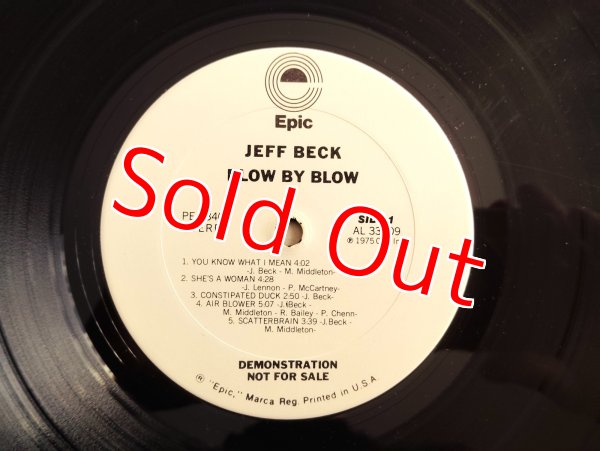 Epic
JEFF BECK
BLOW BY BLOW
Sold Out
SIDE 1
AL 33409
℗ 1975
1. YOU KNOW WHAT I MEAN 4:02
-J. Beck - M. Middleton-
2. SHE'S A WOMAN 4:28
-J. Lennon - P. McCartney-
3. CONSTIPATED DUCK 2:50 -J. Beck-
4. AIR BLOWER 5:07 -J. Beck -
M. Middleton - R. Bailey - P. Chenn-
5. SCATTERBRAIN 3:39 -J. Beck -
M. Middleton-
DEMONSTRATION
NOT FOR SALE
® "Epic," Marca Reg. Printed in U.S.A.